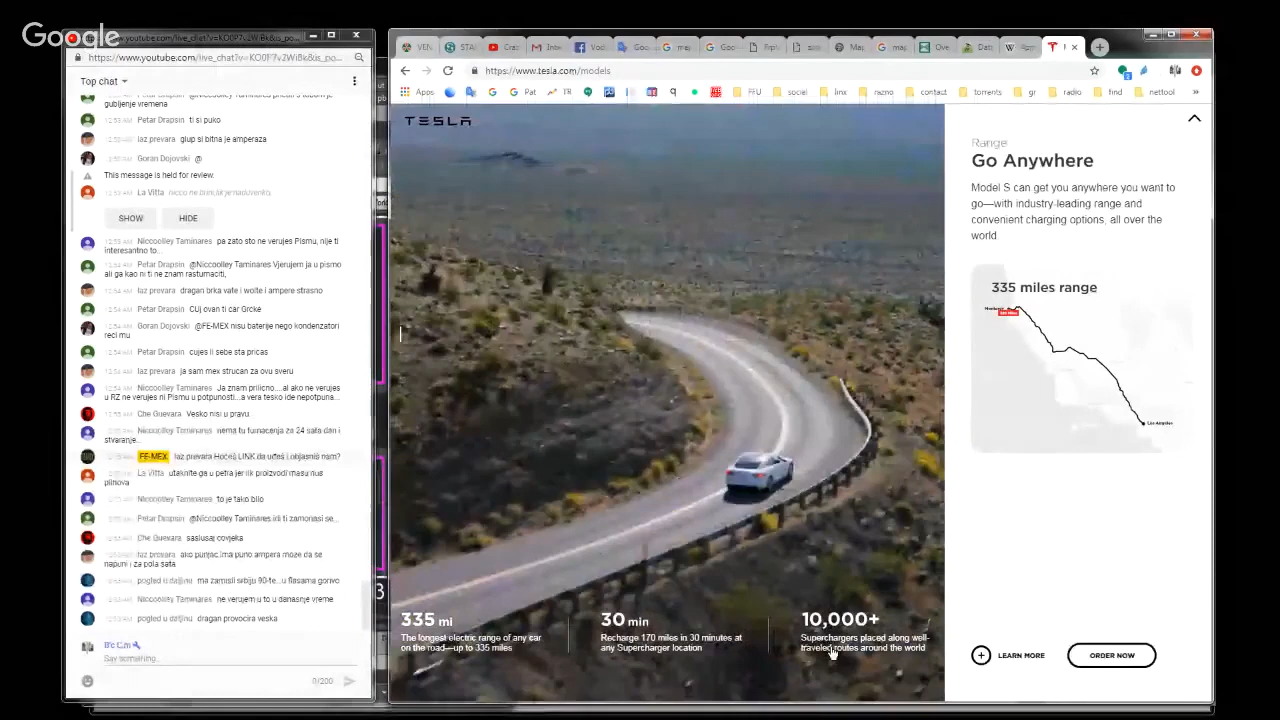 Google
https://www.youtube.com/live_chat?v=KO0P7v2WiBk&is_po...
Top chat
gubljenje vremena
Petar Drapsin ti si puko
laz prevara glup si bitna je amperaza
Goran Dojovski @
This message is held for review.
La Vitta
SHOW HIDE
Niccoolley Taminares pa zato sto ne verujes Pismu, nije ti
interesantno to...
Petar Drapsin @Niccoolley Taminares Vjerujem ja u pismo
ali ga kao ni ti ne znam rastumaciti,
laz prevara dragan brka vate i wolte i ampere strasno
Petar Drapsin CUj ovan ti car Grcke
Goran Dojovski @FE-MEX nisu baterije nego kondenzatori
reci mu
Petar Drapsin cujes li sebe sta pricas
laz prevara ja sam mex strucan za ovu sveru
Niccoolley Taminares Ja znam prilicno....al ako ne verujes
u RZ ne verujes ni Pismu u potpunosti...a vera tesko ide nepotpuna...
Che Guevara Vesko nisi u pravu
Niccoolley Taminares nema tu tumacenja za 24 sata dan i
stvaranje...
FE-MEX laz prevara Hoćeš LINK da uđeš i objasniš nam?
La Vitta utaknite ga u petra jer lik proizvodi masu
plinova
Niccoolley Taminares to je tako bilo
Petar Drapsin @Niccoolley Taminares idi ti zamonasi se...
Che Guevara saslusaj covjeka
laz prevara ako punjac ima puno ampera moze da se
napuni i za pola sata
pogled u daljinu ma zamisli srbiju 90-te...u flasama gorivo
Niccoolley Taminares ne verujem u to u danasnje vreme
pogled u daljinu dragan provocira veska
Say something...
0/200
https://www.tesla.com/models
Apps G G Pat TR q FFU social linx razno contact torrents gr radio find nettool
TESLA
Range
Go Anywhere
Model S can get you anywhere you want to
go—with industry-leading range and
convenient charging options, all over the
world
335 miles range
Los Angeles
335 mi
The longest electric range of any car
on the road—up to 335 miles
30 min
Recharge 170 miles in 30 minutes at
any Supercharger location
10,000+
Superchargers placed along well-
traveled routes around the world
LEARN MORE
ORDER NOW